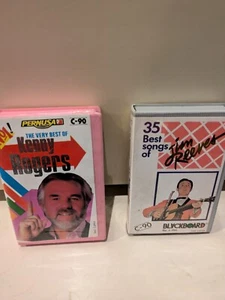 PERNUSA
C-90
THE VERY BEST OF
Kenny
Rogers
35
Best
songs
of
Jim Reeves
C-90
BLACKBOARD